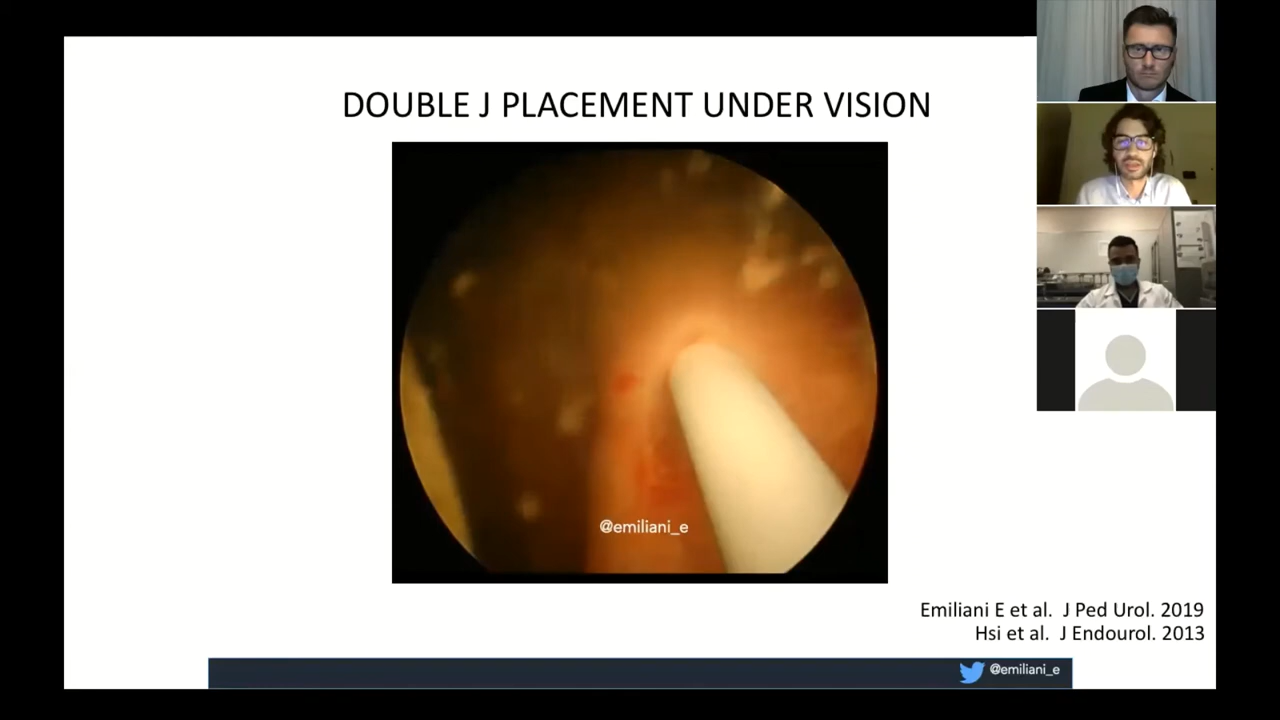 DOUBLE J PLACEMENT UNDER VISION
@emiliani_e
Emiliani E et al. J Ped Urol. 2019
Hsi et al. J Endourol. 2013
@emiliani_e